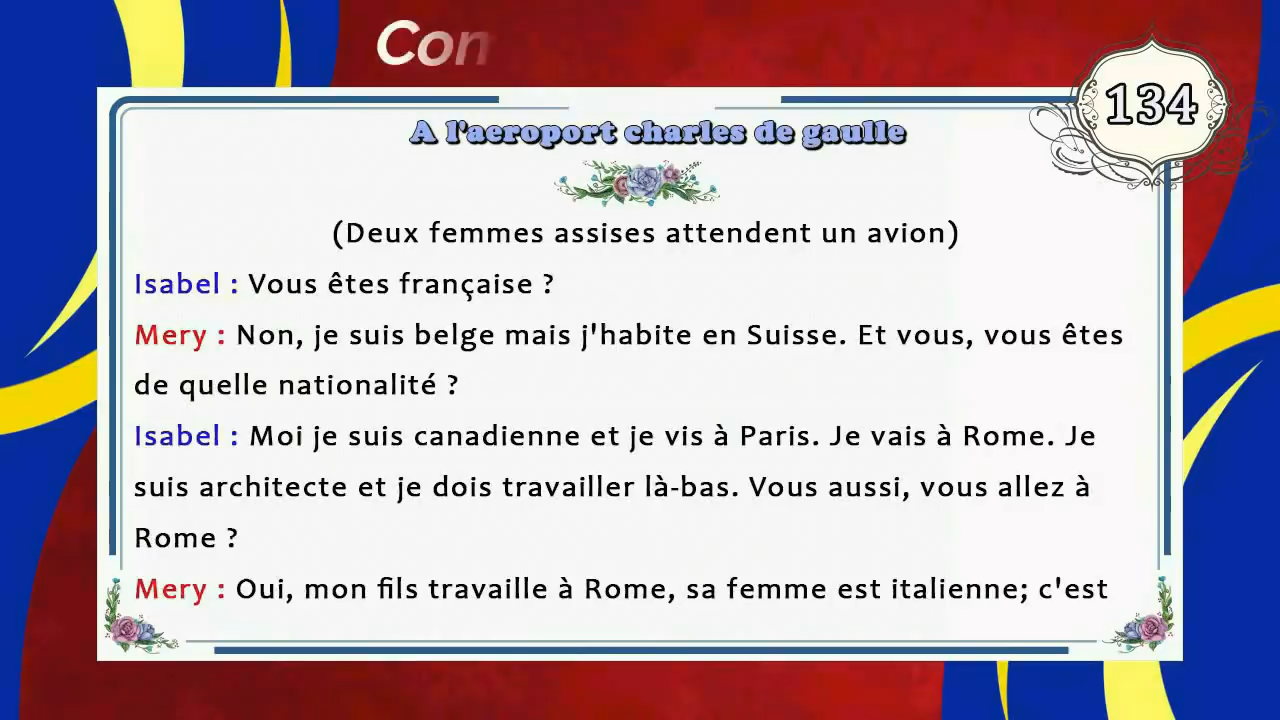 Con
134
A l'aeroport charles de gaulle
(Deux femmes assises attendent un avion)
Isabel : Vous êtes française ?
Mery : Non, je suis belge mais j'habite en Suisse. Et vous, vous êtes
de quelle nationalité ?
Isabel : Moi je suis canadienne et je vis à Paris. Je vais à Rome. Je
suis architecte et je dois travailler là-bas. Vous aussi, vous allez à
Rome ?
Mery : Oui, mon fils travaille à Rome, sa femme est italienne; c'est